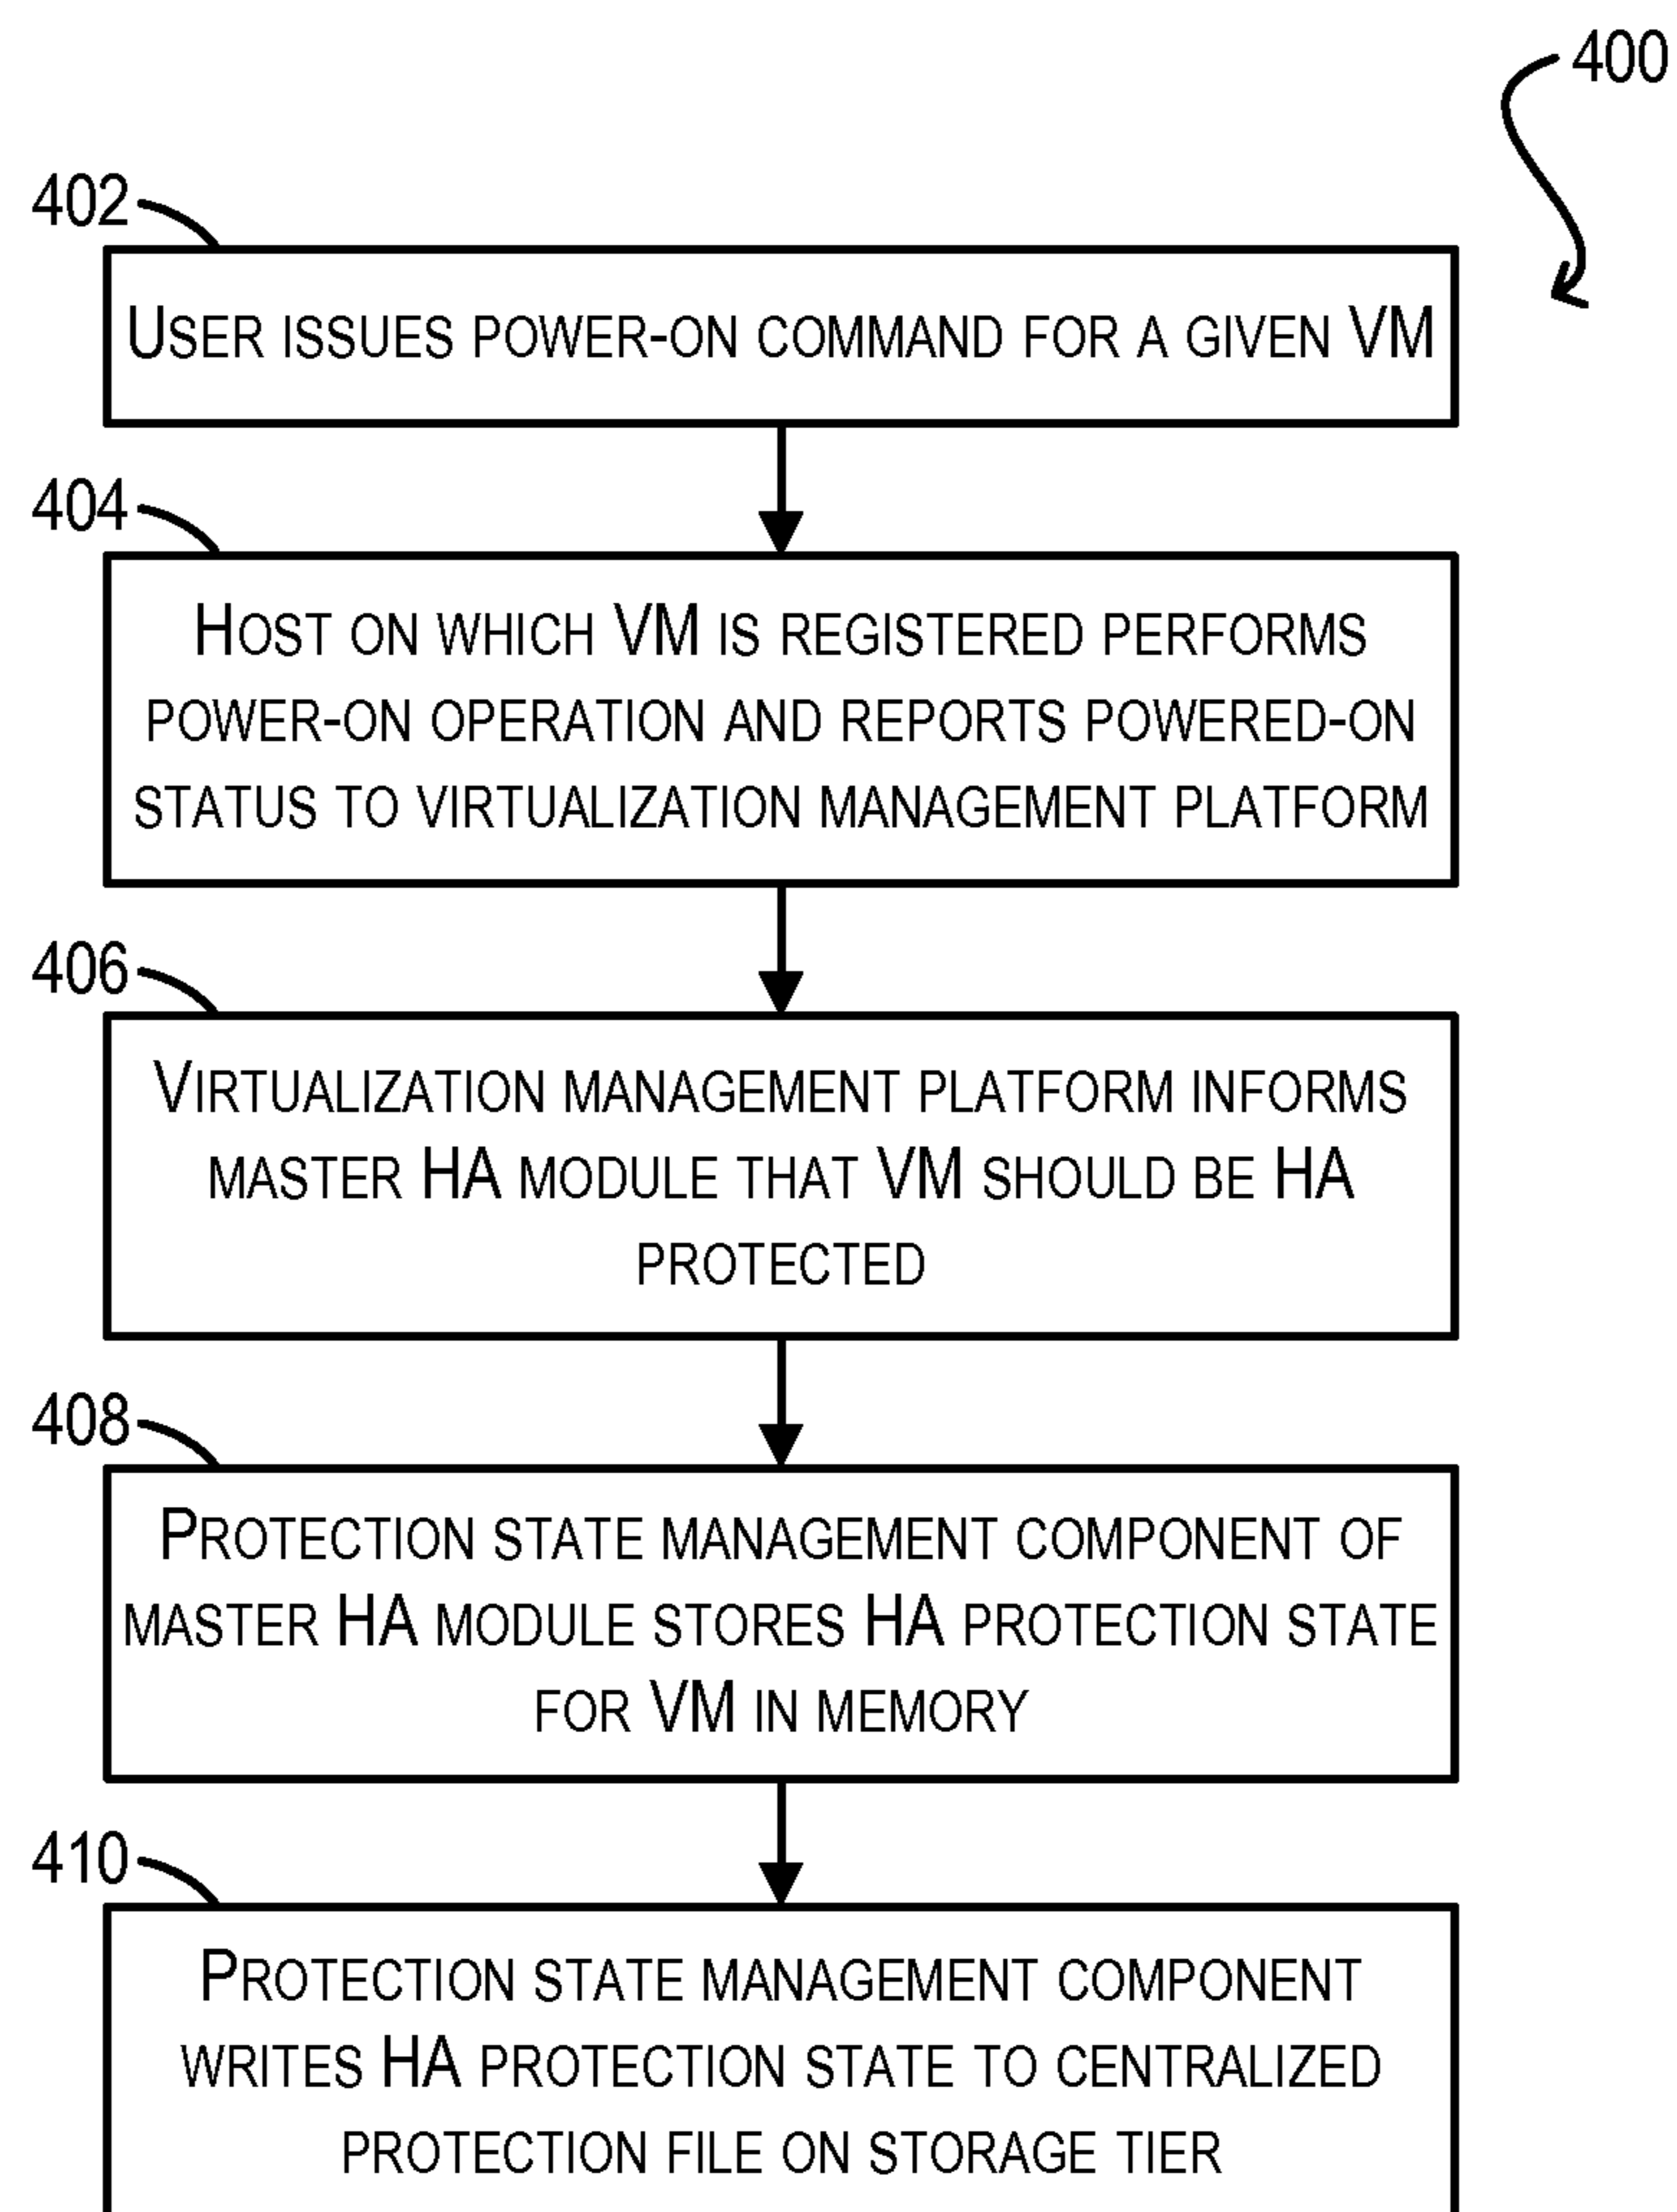 400
402
USER ISSUES POWER-ON COMMAND FOR A GIVEN VM
404
HOST ON WHICH VM IS REGISTERED PERFORMS
POWER-ON OPERATION AND REPORTS POWERED-ON
STATUS TO VIRTUALIZATION MANAGEMENT PLATFORM
406
VIRTUALIZATION MANAGEMENT PLATFORM INFORMS
MASTER HA MODULE THAT VM SHOULD BE HA
PROTECTED
408
PROTECTION STATE MANAGEMENT COMPONENT OF
MASTER HA MODULE STORES HA PROTECTION STATE
FOR VM IN MEMORY
410
PROTECTION STATE MANAGEMENT COMPONENT
WRITES HA PROTECTION STATE TO CENTRALIZED
PROTECTION FILE ON STORAGE TIER